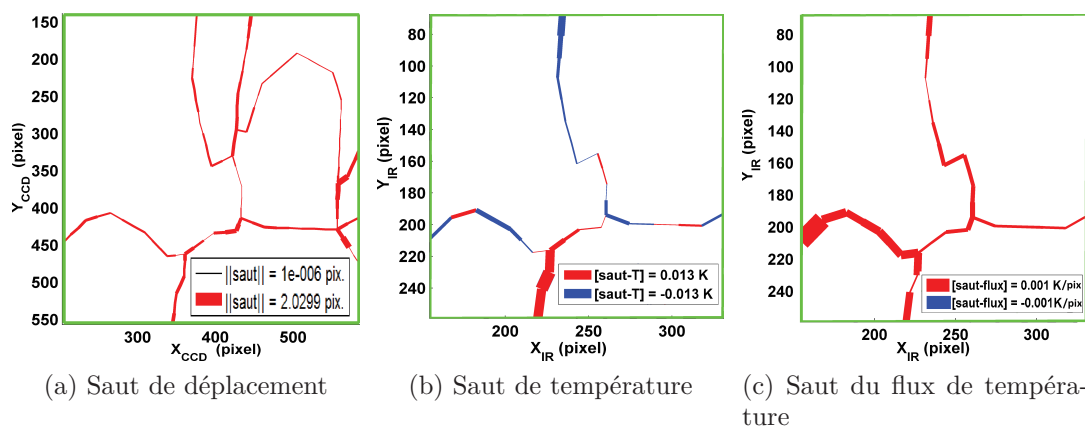 150
200
250
300
350
400
450
500
550
Y_CCD (pixel)
300
400
500
X_CCD (pixel)
||saut|| = 1e-006 pix.
||saut|| = 2.0299 pix.
(a) Saut de déplacement
80
100
120
140
160
180
200
220
240
Y_IR (pixel)
200
250
300
X_IR (pixel)
[saut-T] = 0.013 K
[saut-T] = -0.013 K
(b) Saut de température
80
100
120
140
160
180
200
220
240
Y_IR (pixel)
200
250
300
X_IR (pixel)
[saut-flux] = 0.001 K/pix
[saut-flux] = -0.001K/pix
(c) Saut du flux de tempéra-
ture